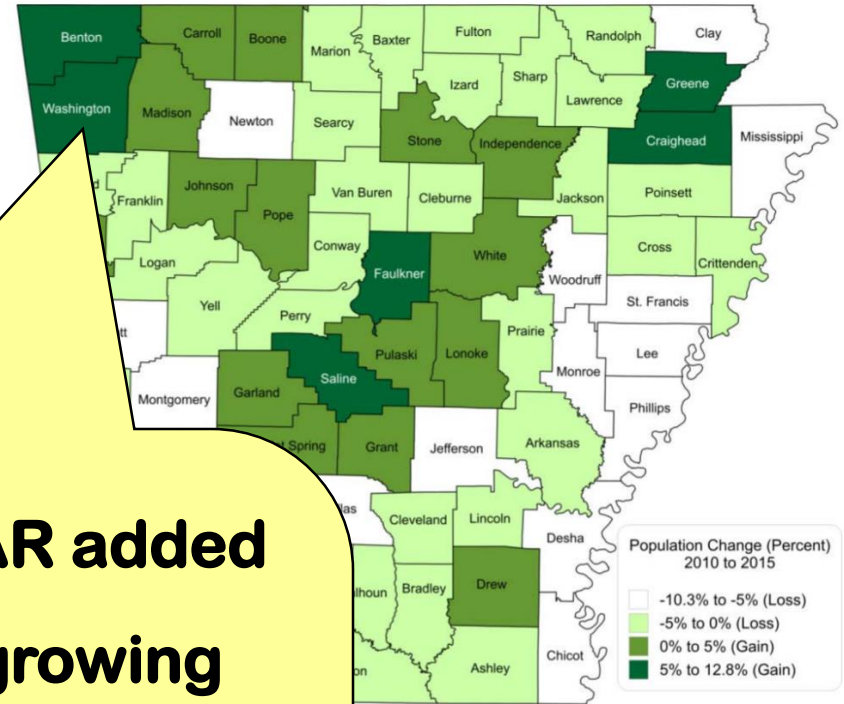 Benton
Carroll
Boone
Marion
Baxter
Fulton
Randolph
Clay
Izard
Sharp
Lawrence
Greene
Washington
Madison
Newton
Searcy
Stone
Independence
Craighead
Mississippi
Franklin
Johnson
Pope
Van Buren
Cleburne
Jackson
Poinsett
Logan
Conway
Faulkner
White
Woodruff
Cross
Crittenden
Yell
Perry
St. Francis
Prairie
Pulaski
Lonoke
Monroe
Lee
Saline
Montgomery
Garland
Phillips
Spring
Grant
Jefferson
Arkansas
AR added
growing
Cleveland
Lincoln
Desha
Bradley
Drew
Ashley
Chicot
Population Change (Percent)
2010 to 2015
-10.3% to -5% (Loss)
-5% to 0% (Loss)
0% to 5% (Gain)
5% to 12.8% (Gain)